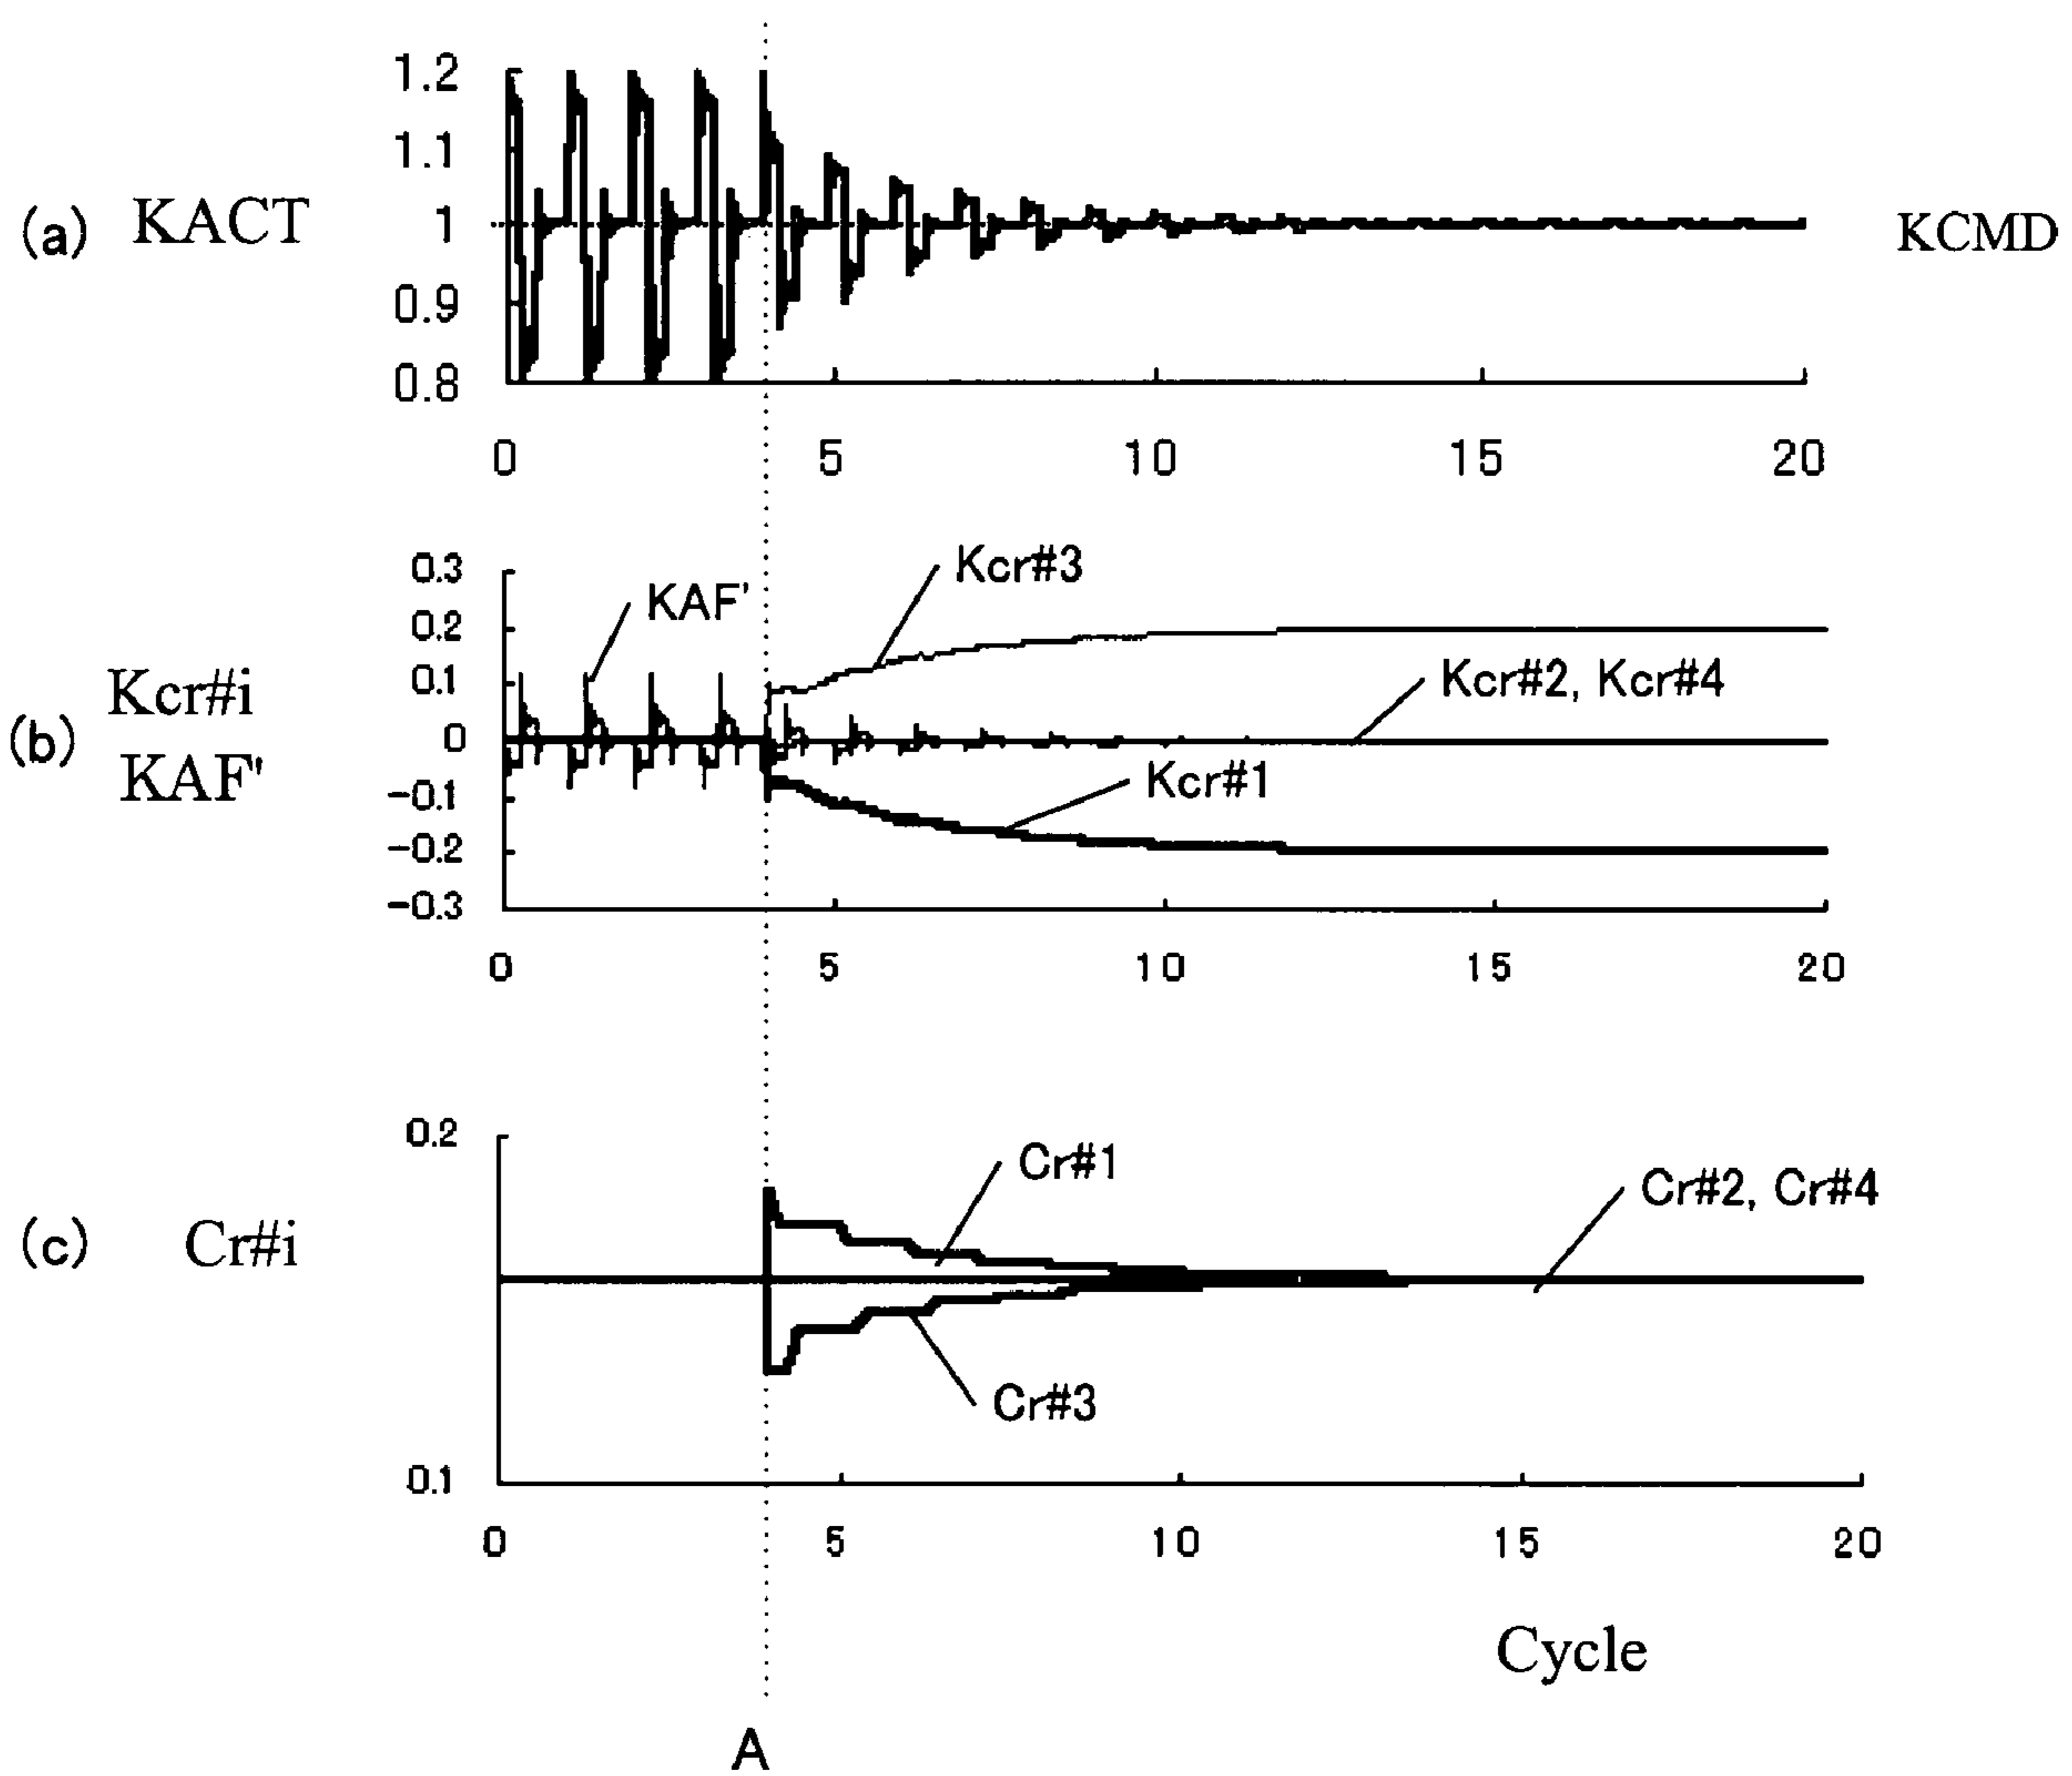 1.2
1.1
(a) KACT 1 KCMD
0.9
0.8
0 5 10 15 20
0.3 Kcr#3
KAF'
0.2
0.1 Kcr#2, Kcr#4
Kcr#i
(b) 0
KAF' Kcr#1
-0.1
-0.2
-0.3
0 5 10 15 20
0.2
Cr#1
Cr#2, Cr#4
(c) Cr#i
Cr#3
0.1
0 5 10 15 20
Cycle
A